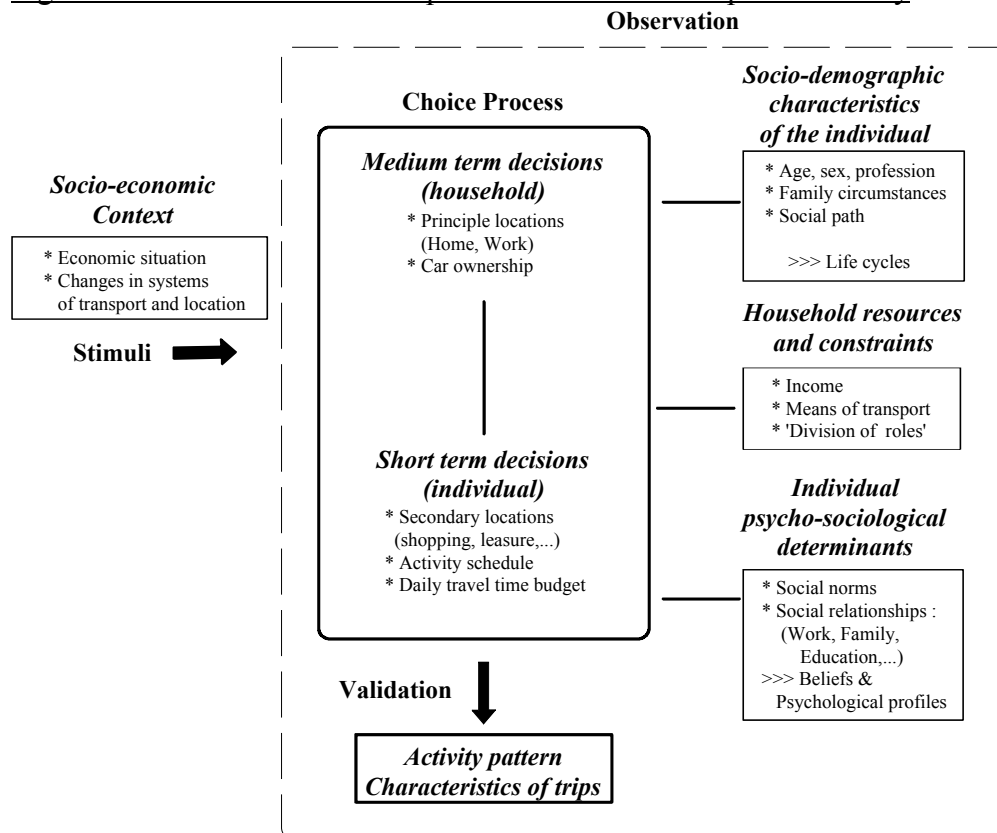 Observation
Choice Process
Socio-economic
Context
* Economic situation
* Changes in systems
of transport and location
Stimuli
Medium term decisions
(household)
* Principle locations
(Home, Work)
* Car ownership
Short term decisions
(individual)
* Secondary locations
(shopping, leasure,...)
* Activity schedule
* Daily travel time budget
Validation
Activity pattern
Characteristics of trips
Socio-demographic
characteristics
of the individual
* Age, sex, profession
* Family circumstances
* Social path
>>> Life cycles
Household resources
and constraints
* Income
* Means of transport
* 'Division of roles'
Individual
psycho-sociological
determinants
* Social norms
* Social relationships :
(Work, Family,
Education,...)
>>> Beliefs &
Psychological profiles